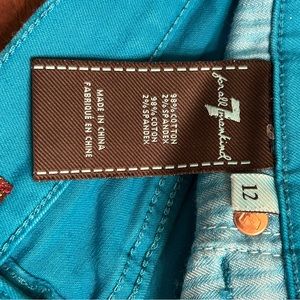 7
for all mankind
98% COTTON
2% SPANDEX
98% COTON
2% SPANDEX
MADE IN CHINA
FABRIQUÉ EN CHINE
12